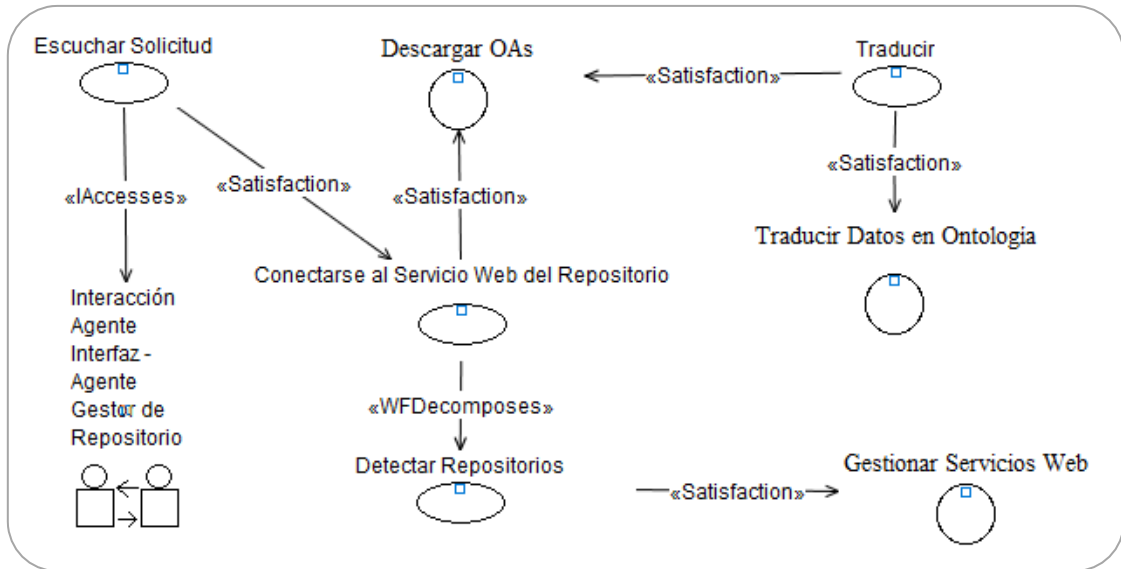 Escuchar Solicitud
Descargar OAs
Traducir
«Satisfaction»
«Satisfaction»
«IAccesses»
«Satisfaction»
«Satisfaction»
Traducir Datos en Ontologia
Conectarse al Servicio Web del Repositorio
Interacción
Agente
Interfaz -
Agente
Gestor de
Repositorio
«WFDecomposes»
Detectar Repositorios
Gestionar Servicios Web
«Satisfaction»